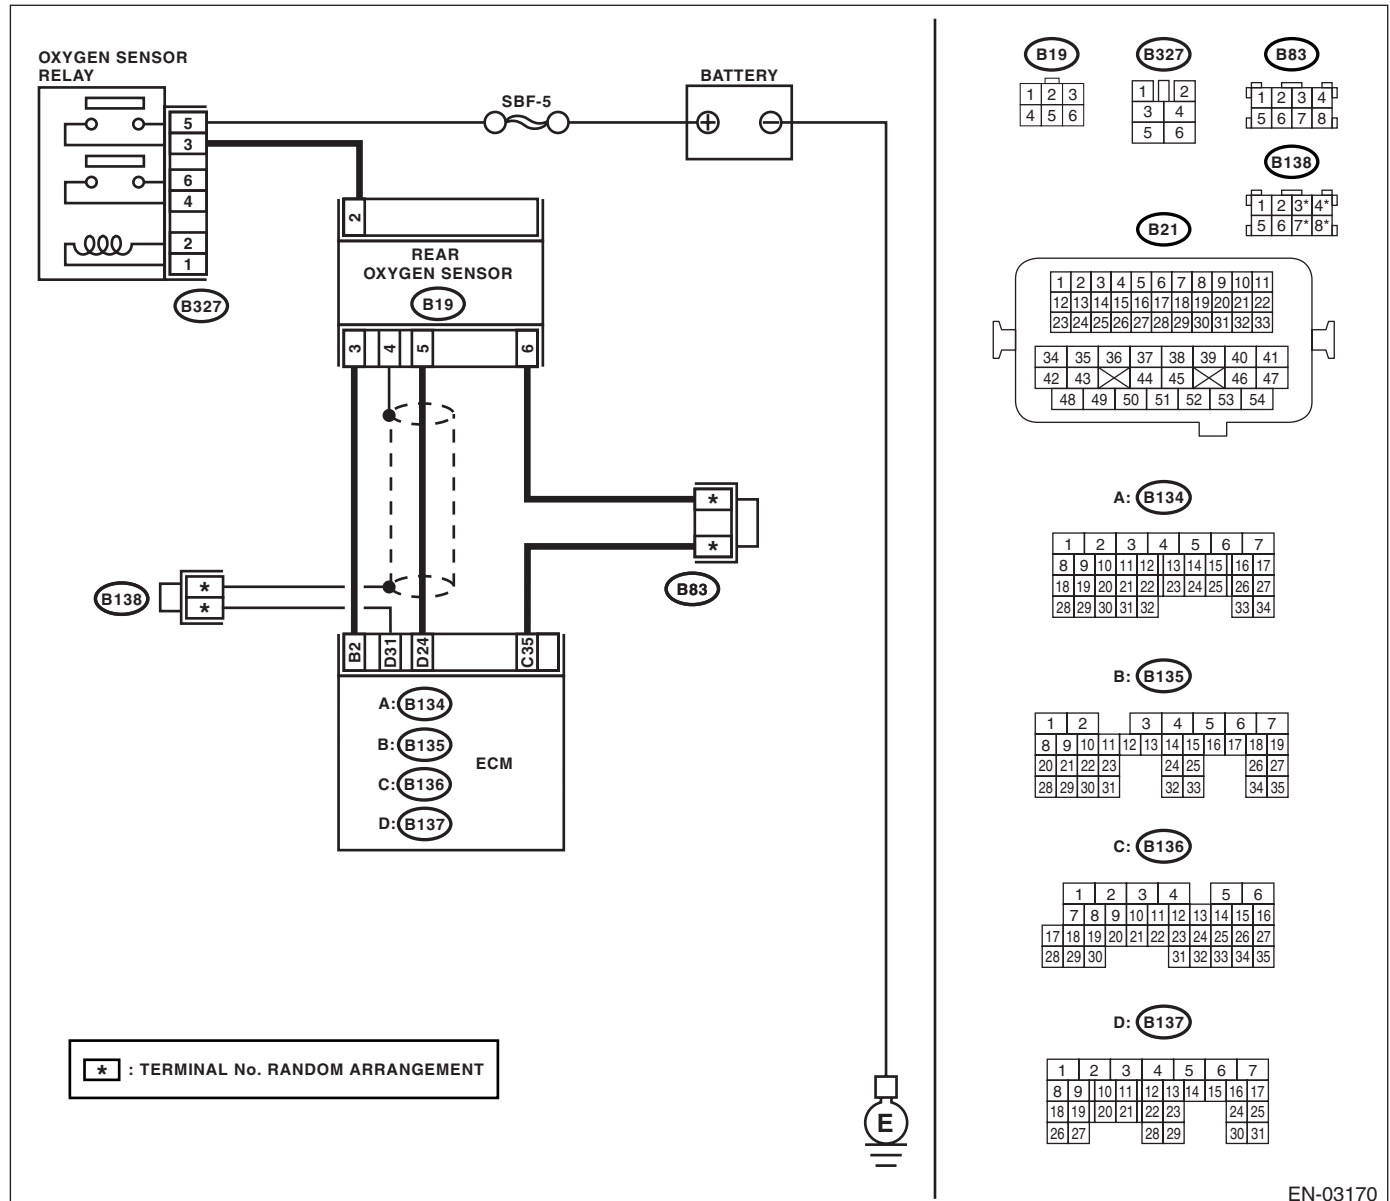 OXYGEN SENSOR
RELAY
5
3
6
4
2
1
B327
SBF-5
BATTERY
+ −
2
REAR
OXYGEN SENSOR
B19
3 4 5 6
*
*
B83
B138
*
*
B2 D31 D24 C35
A: B134
B: B135
C: B136
D: B137
ECM
* : TERMINAL No. RANDOM ARRANGEMENT
E
B19
1 2 3
4 5 6
B327
1 2
3 4
5 6
B83
1 2 3 4
5 6 7 8
B138
1 2 3* 4*
5 6 7* 8*
B21
1 2 3 4 5 6 7 8 9 10 11
12 13 14 15 16 17 18 19 20 21 22
23 24 25 26 27 28 29 30 31 32 33
34 35 36 37 38 39 40 41
42 43 44 45 46 47
48 49 50 51 52 53 54
A: B134
1 2 3 4 5 6 7
8 9 10 11 12 13 14 15 16 17
18 19 20 21 22 23 24 25 26 27
28 29 30 31 32 33 34
B: B135
1 2 3 4 5 6 7
8 9 10 11 12 13 14 15 16 17 18 19
20 21 22 23 24 25 26 27
28 29 30 31 32 33 34 35
C: B136
1 2 3 4 5 6
7 8 9 10 11 12 13 14 15 16
17 18 19 20 21 22 23 24 25 26 27
28 29 30 31 32 33 34 35
D: B137
1 2 3 4 5 6 7
8 9 10 11 12 13 14 15 16 17
18 19 20 21 22 23 24 25
26 27 28 29 30 31
EN-03170